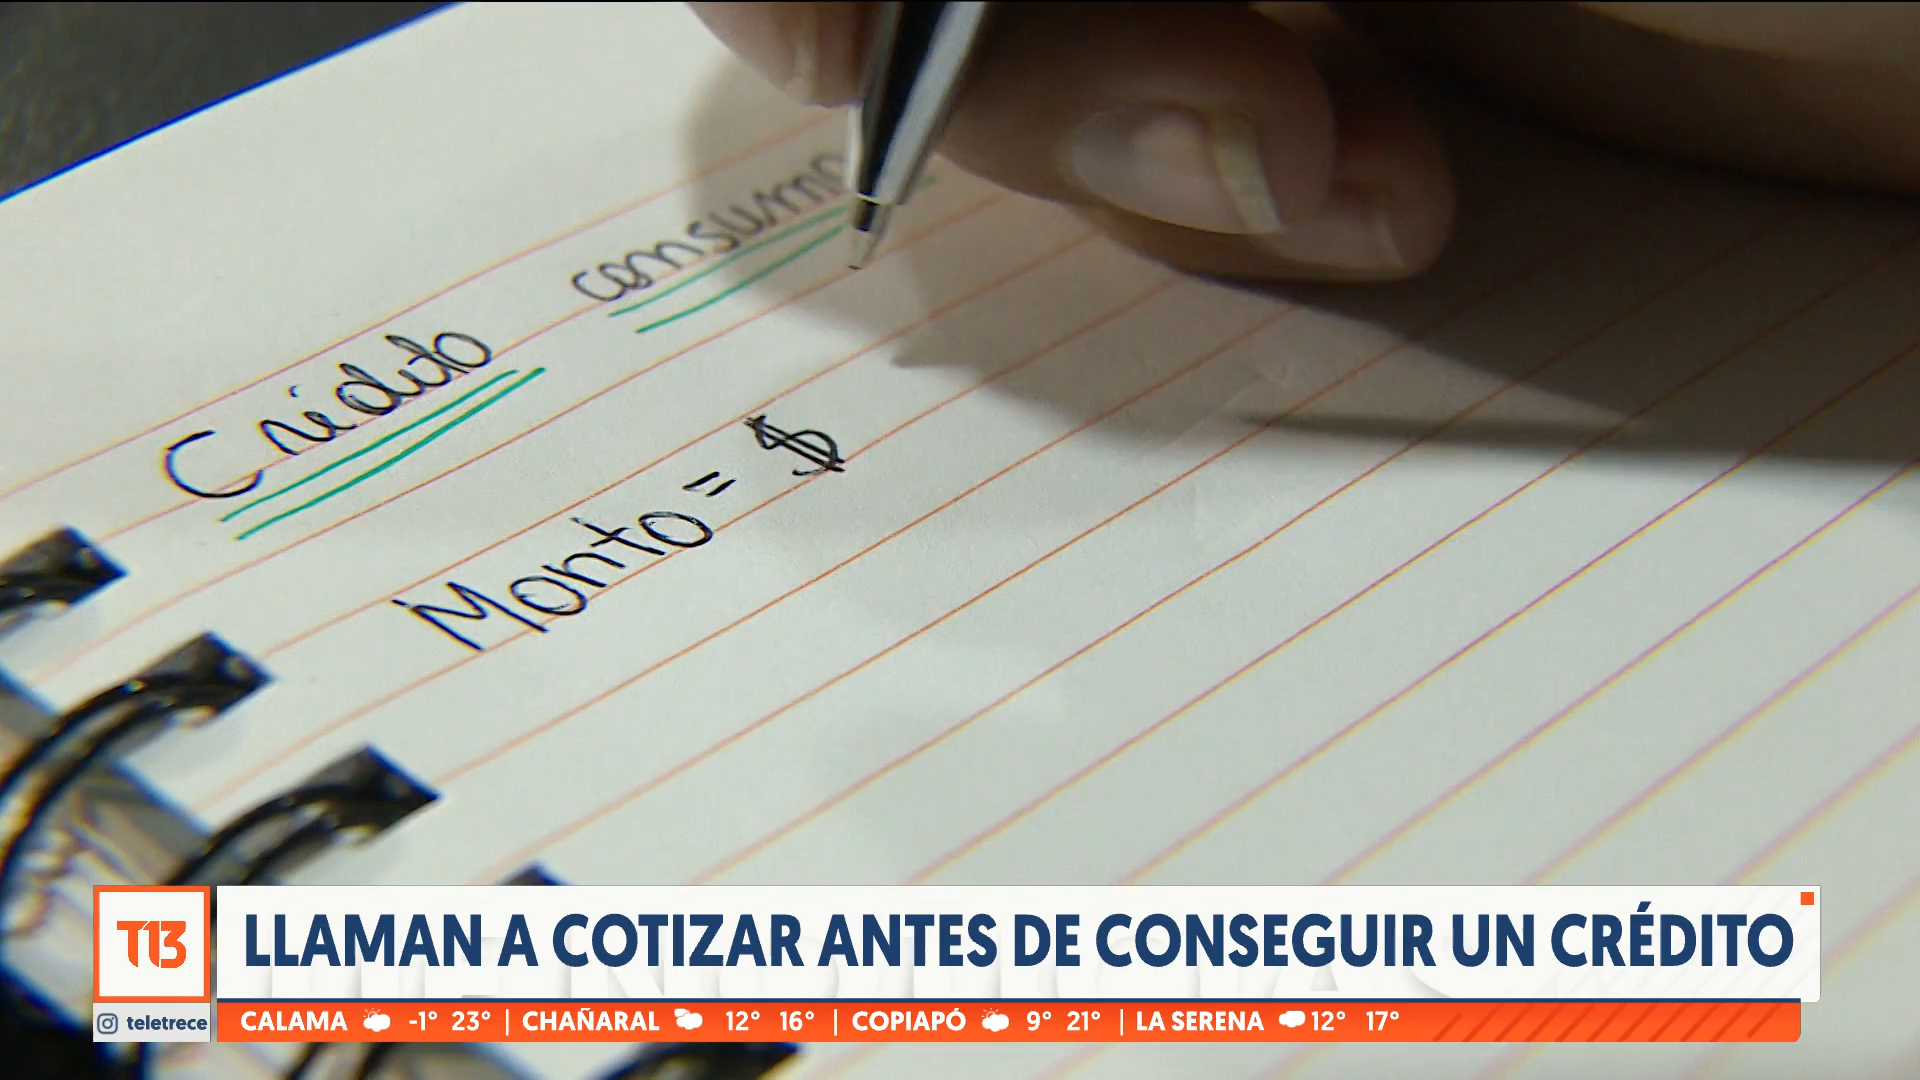 Crédito consumo
Monto = $
T13
LLAMAN A COTIZAR ANTES DE CONSEGUIR UN CRÉDITO
teletrece
CALAMA -1° 23° | CHAÑARAL 12° 16° | COPIAPÓ 9° 21° | LA SERENA 12° 17°